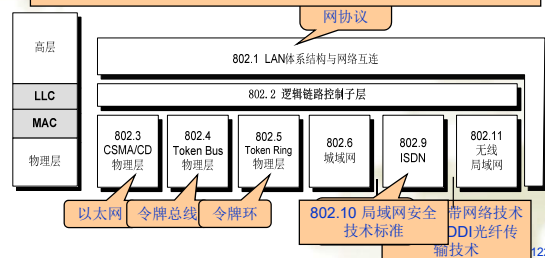 网协议
高层
802.1 LAN体系结构与网络互连
LLC
802.2 逻辑链路控制子层
MAC
物理层
802.3
CSMA/CD
物理层
802.4
Token Bus
物理层
802.5
Token Ring
物理层
802.6
城域网
802.9
ISDN
802.11
无线
局域网
以太网
令牌总线
令牌环
802.10 局域网安全
技术标准
带网络技术
DDI光纤传
输技术
12